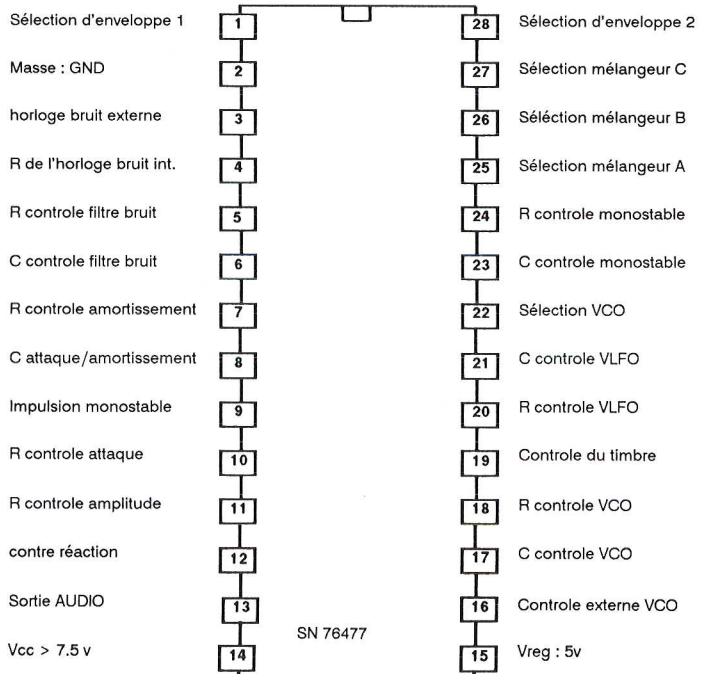 Sélection d'enveloppe 1 1 28 Sélection d'enveloppe 2
Masse : GND 2 27 Sélection mélangeur C
horloge bruit externe 3 26 Séléction mélangeur B
R de l'horloge bruit int. 4 25 Sélection mélangeur A
R controle filtre bruit 5 24 R controle monostable
C controle filtre bruit 6 23 C controle monostable
R controle amortissement 7 22 Sélection VCO
C attaque/amortissement 8 21 C controle VLFO
Impulsion monostable 9 20 R controle VLFO
R controle attaque 10 19 Controle du timbre
R controle amplitude 11 18 R controle VCO
contre réaction 12 17 C controle VCO
Sortie AUDIO 13 16 Controle externe VCO
SN 76477
Vcc > 7.5 v 14 15 Vreg : 5v